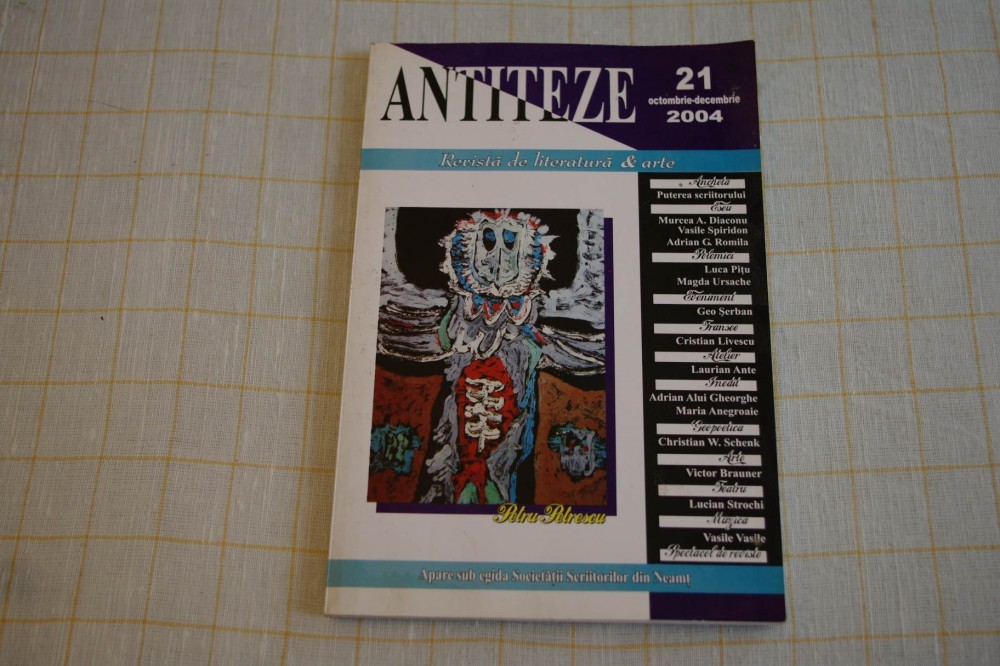 ANTITEZE
21
octombrie-decembrie
2004
Revistă de literatură & arte
Anchetă
Puterea scriitorului
Eseu
Murcea A. Diaconu
Vasile Spiridon
Adrian G. Romila
Polemici
Luca Pițu
Magda Ursache
Eveniment
Geo Șerban
Transee
Cristian Livescu
Atelier
Laurian Ante
Inedit
Adrian Alui Gheorghe
Maria Anegroaie
Geopoetica
Christian W. Schenk
Arte
Victor Brauner
Teatru
Lucian Strochi
Muzica
Vasile Vasile
Spectacol de reviste
Petru Petrescu
Apare sub egida Societății Scriitorilor din Neamț